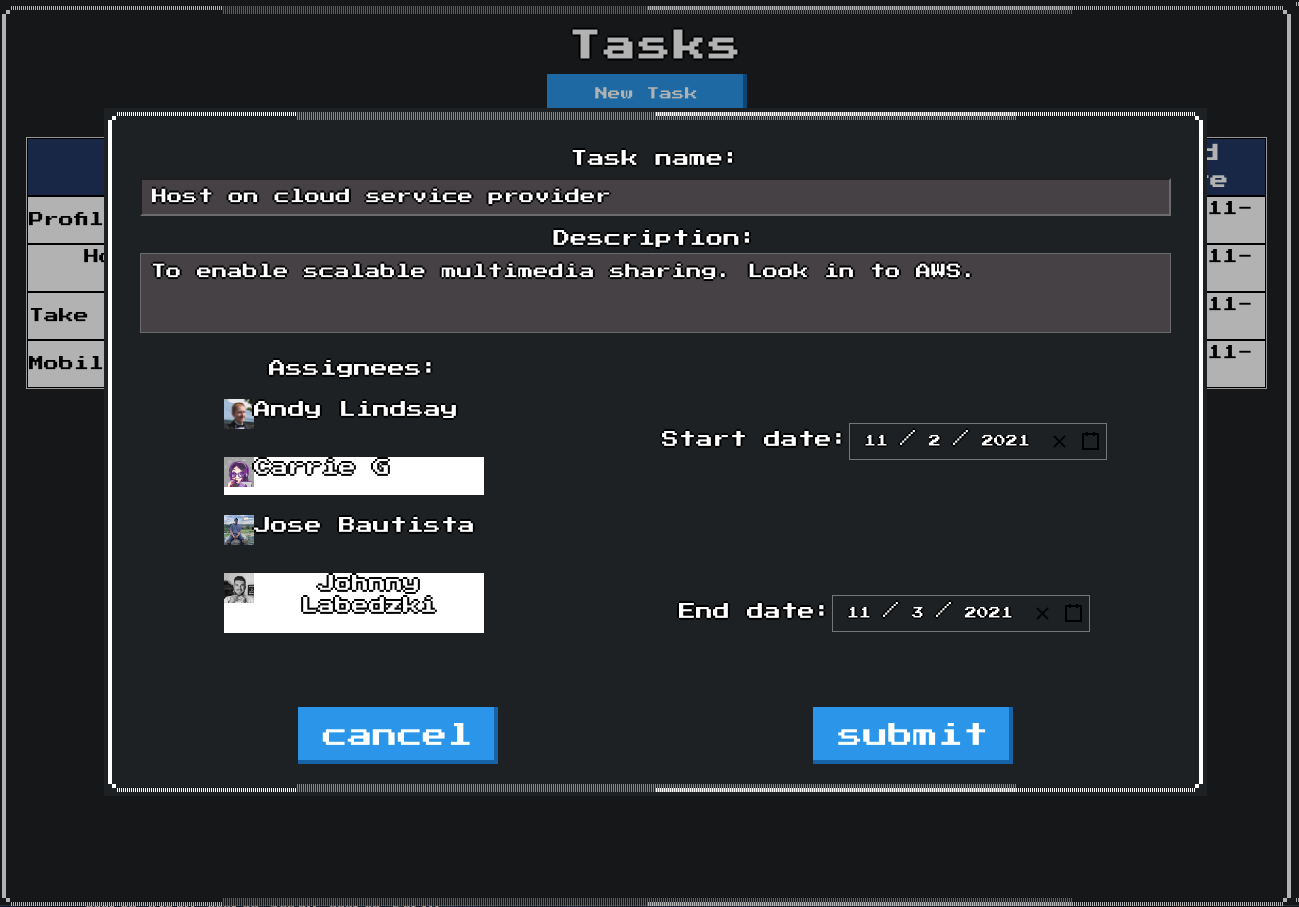 Tasks
New Task
Task name:
Host on cloud service provider
Description:
To enable scalable multimedia sharing. Look in to AWS.
Assignees:
Andy Lindsay
Carrie G
Jose Bautista
Johnny
Labedzki
Start date: 11 / 2 / 2021
End date: 11 / 3 / 2021
cancel
submit
Profil
Ho
Take
Mobil
d
e
11-
11-
11-
11-